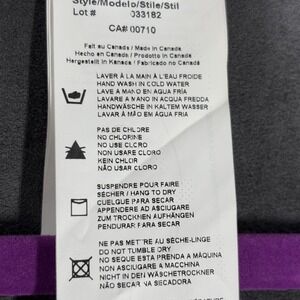 Style/Modelo/Stile/Stil
Lot # 033182
CA# 00710
Fait au Canada / Made in Canada
Hecho en Canada / Prodotto in Canada
Hergestellt in Kanada / Fabricado no Canadá
LAVER À LA MAIN À L'EAU FROIDE
HAND WASH IN COLD WATER
LAVE A MANO EN AGUA FRÍA
LAVARE A MANO IN ACQUA FREDDA
HANDWÄSCHE IN KALTEM WASSER
LAVAR À MÃO EM AGUA FRIA
PAS DE CHLORE
NO CHLORINE
NO USE CLORO
NON USARE CLORO
KEIN CHLOR
NÃO USAR CLORO
SUSPENDRE POUR FAIRE
SÉCHER / HANG TO DRY
CUELGUE PARA SECAR
APPENDERE AD ASCIUGARE
ZUM TROCKNEN AUFHÄNGEN
PENDURAR PARA SECAR
NE PAS METTRE AU SÈCHE-LINGE
DO NOT TUMBLE DRY
NO SEQUE ESTA PRENDA A MÁQUINA
NON ASCIUGARE A MACCHINA
NICHT IN DEN WÄSCHETROCKNER
NÃO SECAR NA SECADORA